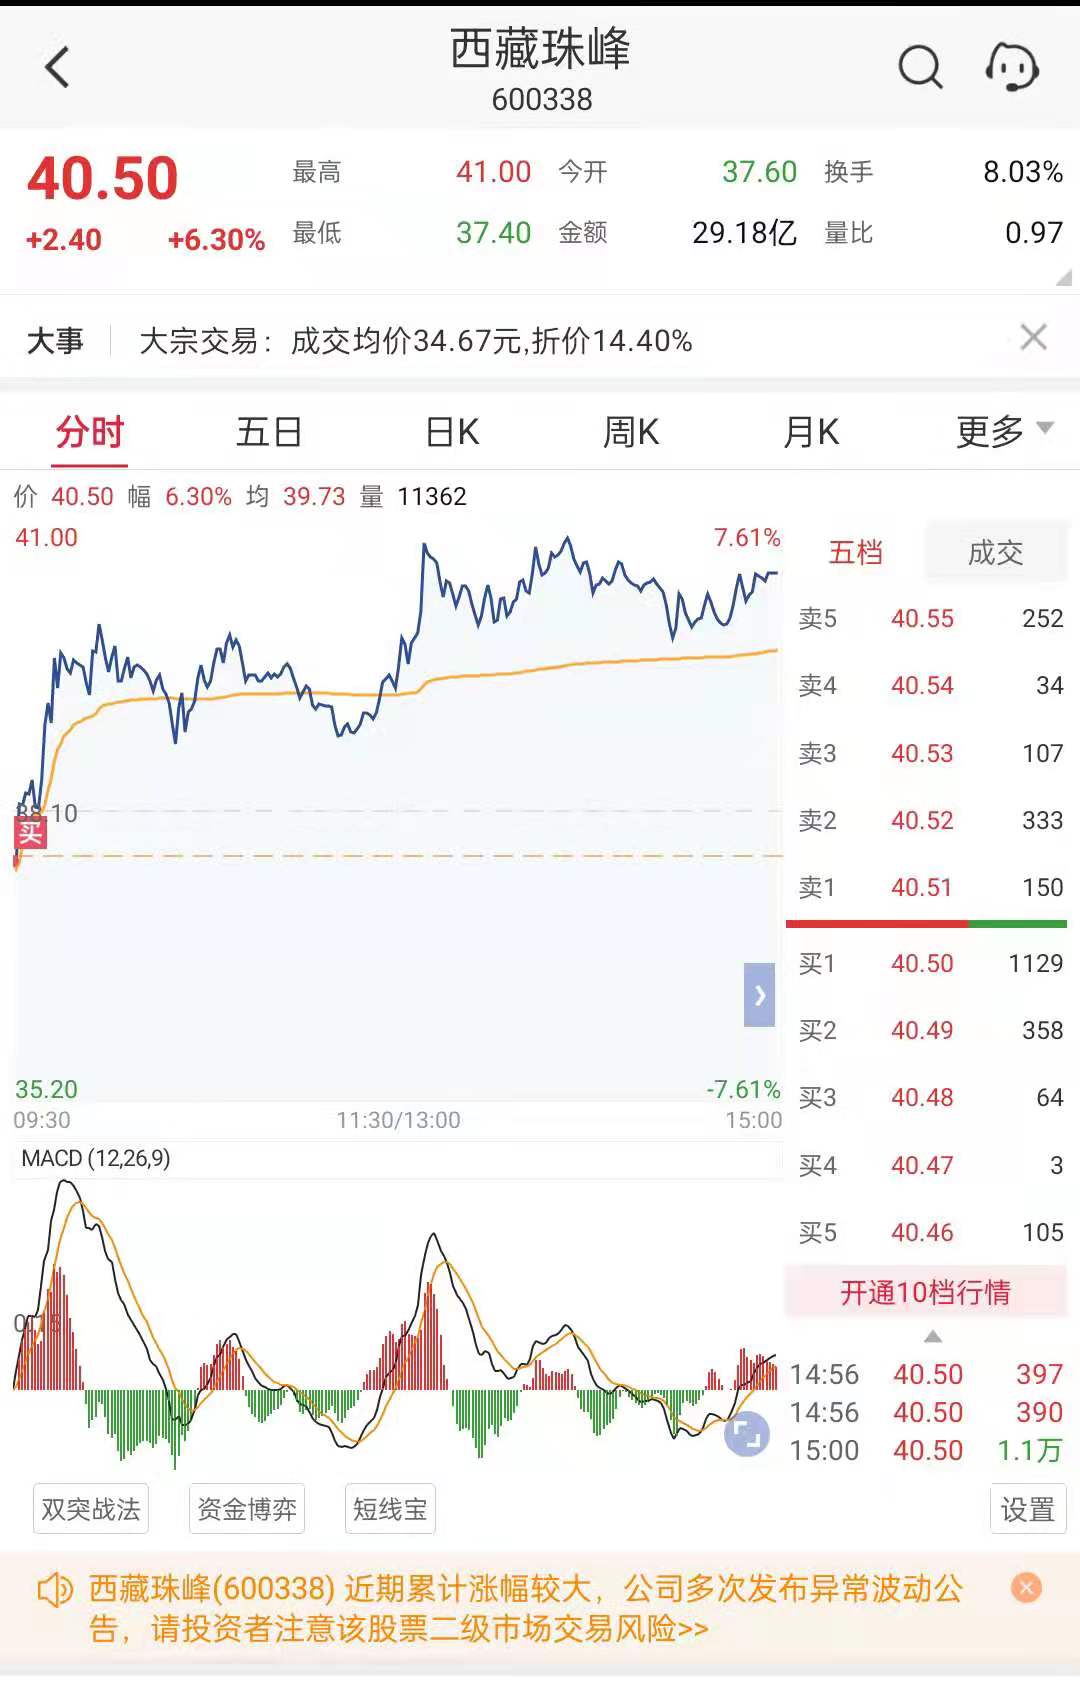 西藏珠峰
600338
40.50 最高 41.00 今开 37.60 换手 8.03%
+2.40 +6.30% 最低 37.40 金额 29.18亿 量比 0.97
大事 大宗交易：成交均价34.67元,折价14.40%
分时 五日 日K 周K 月K 更多
价 40.50 幅 6.30% 均 39.73 量 11362
41.00 7.61%
38.10
买
35.20 -7.61%
09:30 11:30/13:00 15:00
MACD (12,26,9)
五档 成交
卖5 40.55 252
卖4 40.54 34
卖3 40.53 107
卖2 40.52 333
卖1 40.51 150
买1 40.50 1129
买2 40.49 358
买3 40.48 64
买4 40.47 3
买5 40.46 105
开通10档行情
14:56 40.50 397
14:56 40.50 390
15:00 40.50 1.1万
双突战法 资金博弈 短线宝 设置
西藏珠峰(600338) 近期累计涨幅较大，公司多次发布异常波动公
告，请投资者注意该股票二级市场交易风险>>